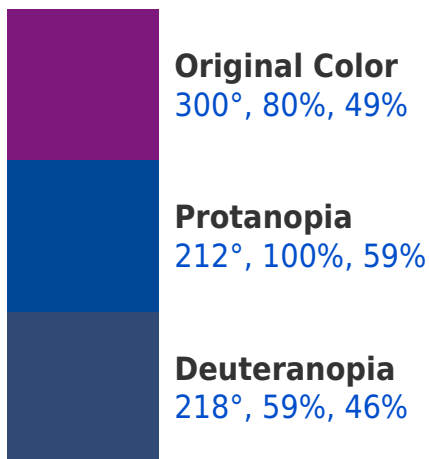 Original Color
300°, 80%, 49%
Protanopia
212°, 100%, 59%
Deuteranopia
218°, 59%, 46%